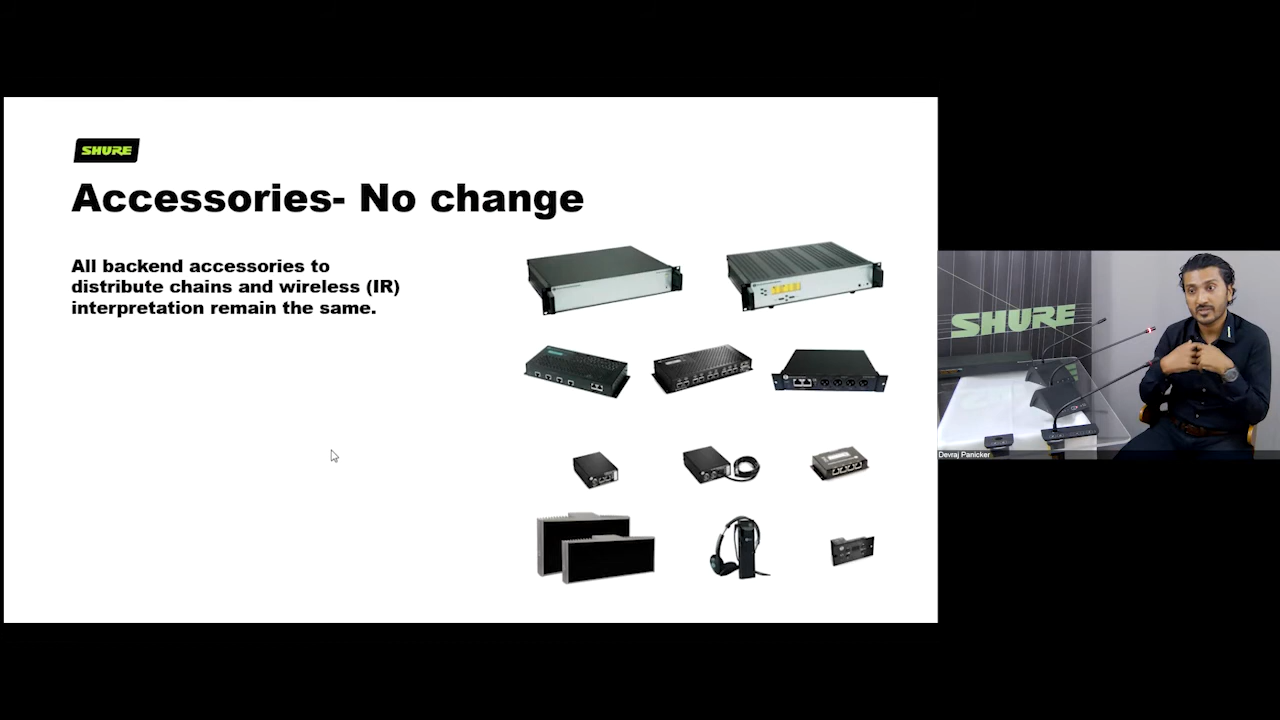 SHURE
Accessories- No change
All backend accessories to
distribute chains and wireless (IR)
interpretation remain the same.
SHURE
Devraj Panicker